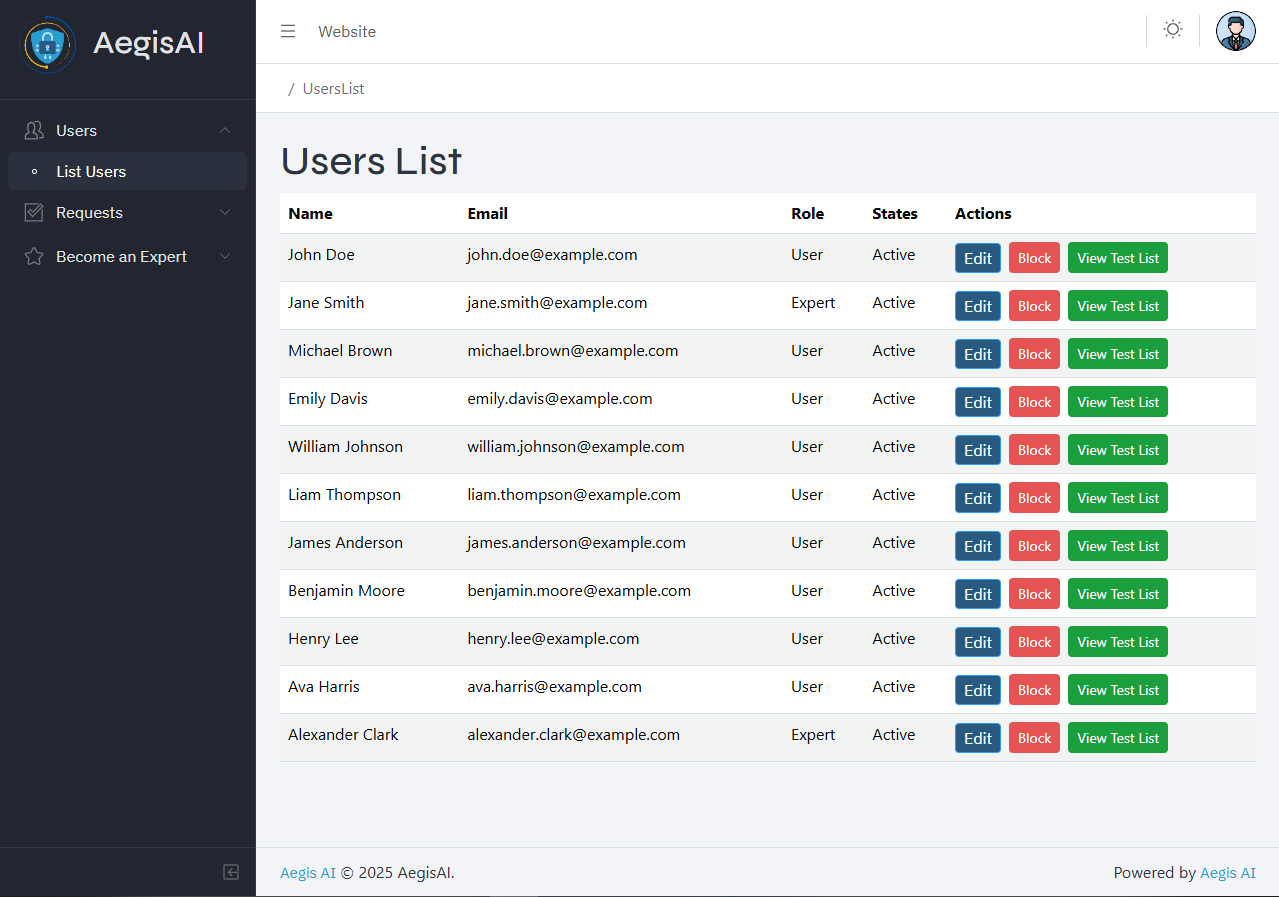 AegisAI
Website
/ UsersList
Users
List Users
Requests
Become an Expert
Users List
Name Email Role States Actions
John Doe john.doe@example.com User Active Edit Block View Test List
Jane Smith jane.smith@example.com Expert Active Edit Block View Test List
Michael Brown michael.brown@example.com User Active Edit Block View Test List
Emily Davis emily.davis@example.com User Active Edit Block View Test List
William Johnson william.johnson@example.com User Active Edit Block View Test List
Liam Thompson liam.thompson@example.com User Active Edit Block View Test List
James Anderson james.anderson@example.com User Active Edit Block View Test List
Benjamin Moore benjamin.moore@example.com User Active Edit Block View Test List
Henry Lee henry.lee@example.com User Active Edit Block View Test List
Ava Harris ava.harris@example.com User Active Edit Block View Test List
Alexander Clark alexander.clark@example.com Expert Active Edit Block View Test List
Aegis AI © 2025 AegisAI. Powered by Aegis AI